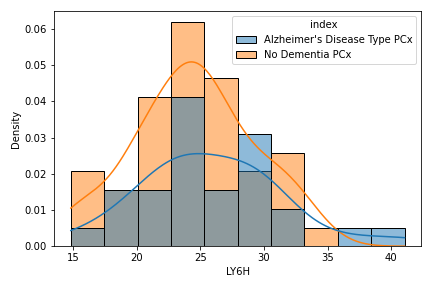 index
Alzheimer's Disease Type PCx
No Dementia PCx
Density
0.06
0.05
0.04
0.03
0.02
0.01
0.00
15 20 25 30 35 40
LY6H